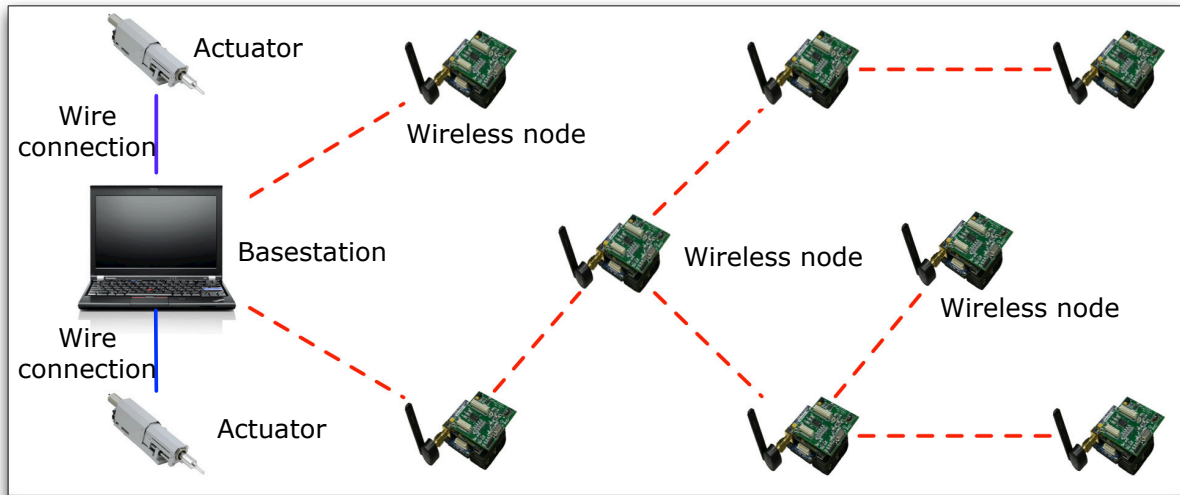 Actuator
Wire
connection
Wireless node
Basestation
Wireless node
Wireless node
Wire
connection
Actuator